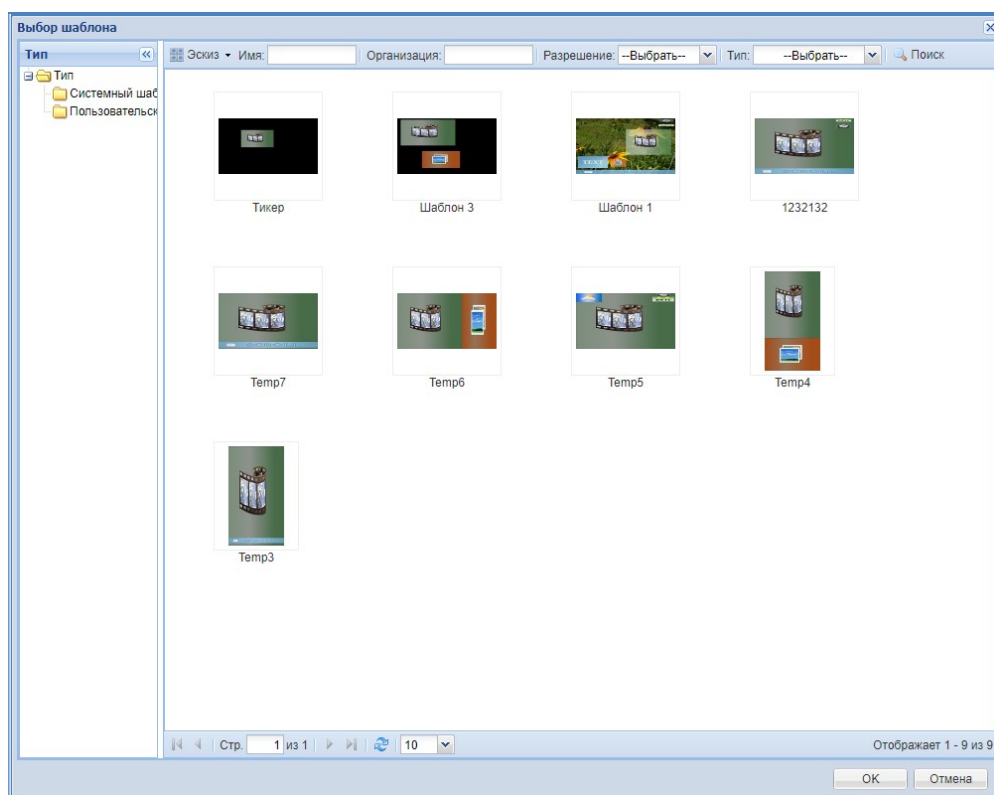 Выбор шаблона
Тип
Эскиз Имя: Организация: Разрешение: --Выбрать-- Тип: --Выбрать-- Поиск
Тип
Системный шаб
Пользовательск
TEXT
Тикер Шаблон 3 Шаблон 1 1232132
Temp7 Temp6 Temp5 Temp4
Temp3
Стр. 1 из 1 10 Отображает 1 - 9 из 9
OK Отмена